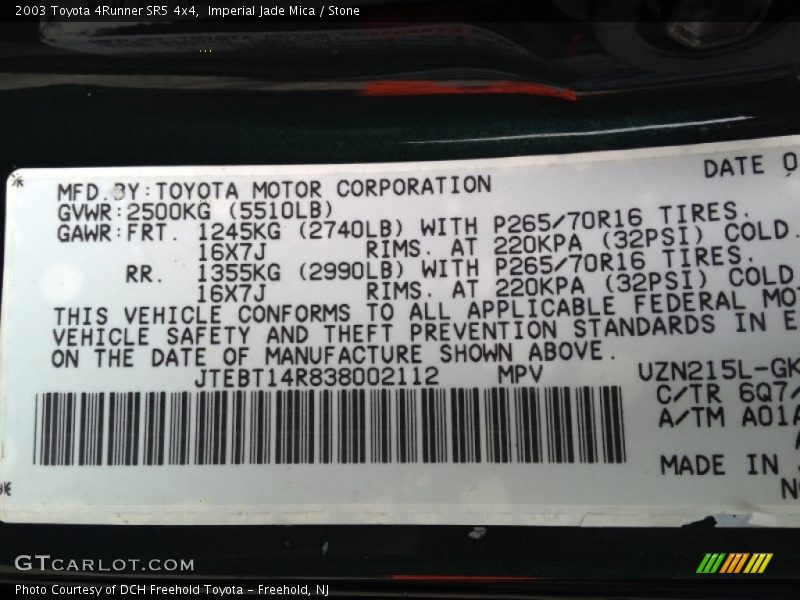 2003 Toyota 4Runner SR5 4x4, Imperial Jade Mica / Stone
DATE 0
MFD.BY:TOYOTA MOTOR CORPORATION
GVWR:2500KG (5510LB)
GAWR:FRT. 1245KG (2740LB) WITH P265/70R16 TIRES.
16X7J RIMS. AT 220KPA (32PSI) COLD.
RR. 1355KG (2990LB) WITH P265/70R16 TIRES.
16X7J RIMS. AT 220KPA (32PSI) COLD
THIS VEHICLE CONFORMS TO ALL APPLICABLE FEDERAL MO
VEHICLE SAFETY AND THEFT PREVENTION STANDARDS IN E
ON THE DATE OF MANUFACTURE SHOWN ABOVE.
JTEBT14R838002112 MPV UZN215L-GK
C/TR 6Q7/
A/TM A01A
MADE IN
GTCARLOT.COM
Photo Courtesy of DCH Freehold Toyota - Freehold, NJ